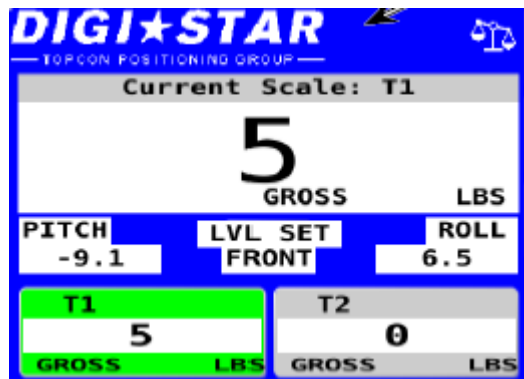 DIGI★STAR
TOPCON POSITIONING GROUP
Current Scale: T1
5
GROSS LBS
PITCH LVL SET ROLL
-9.1 FRONT 6.5
T1 T2
5 0
GROSS LBS GROSS LBS